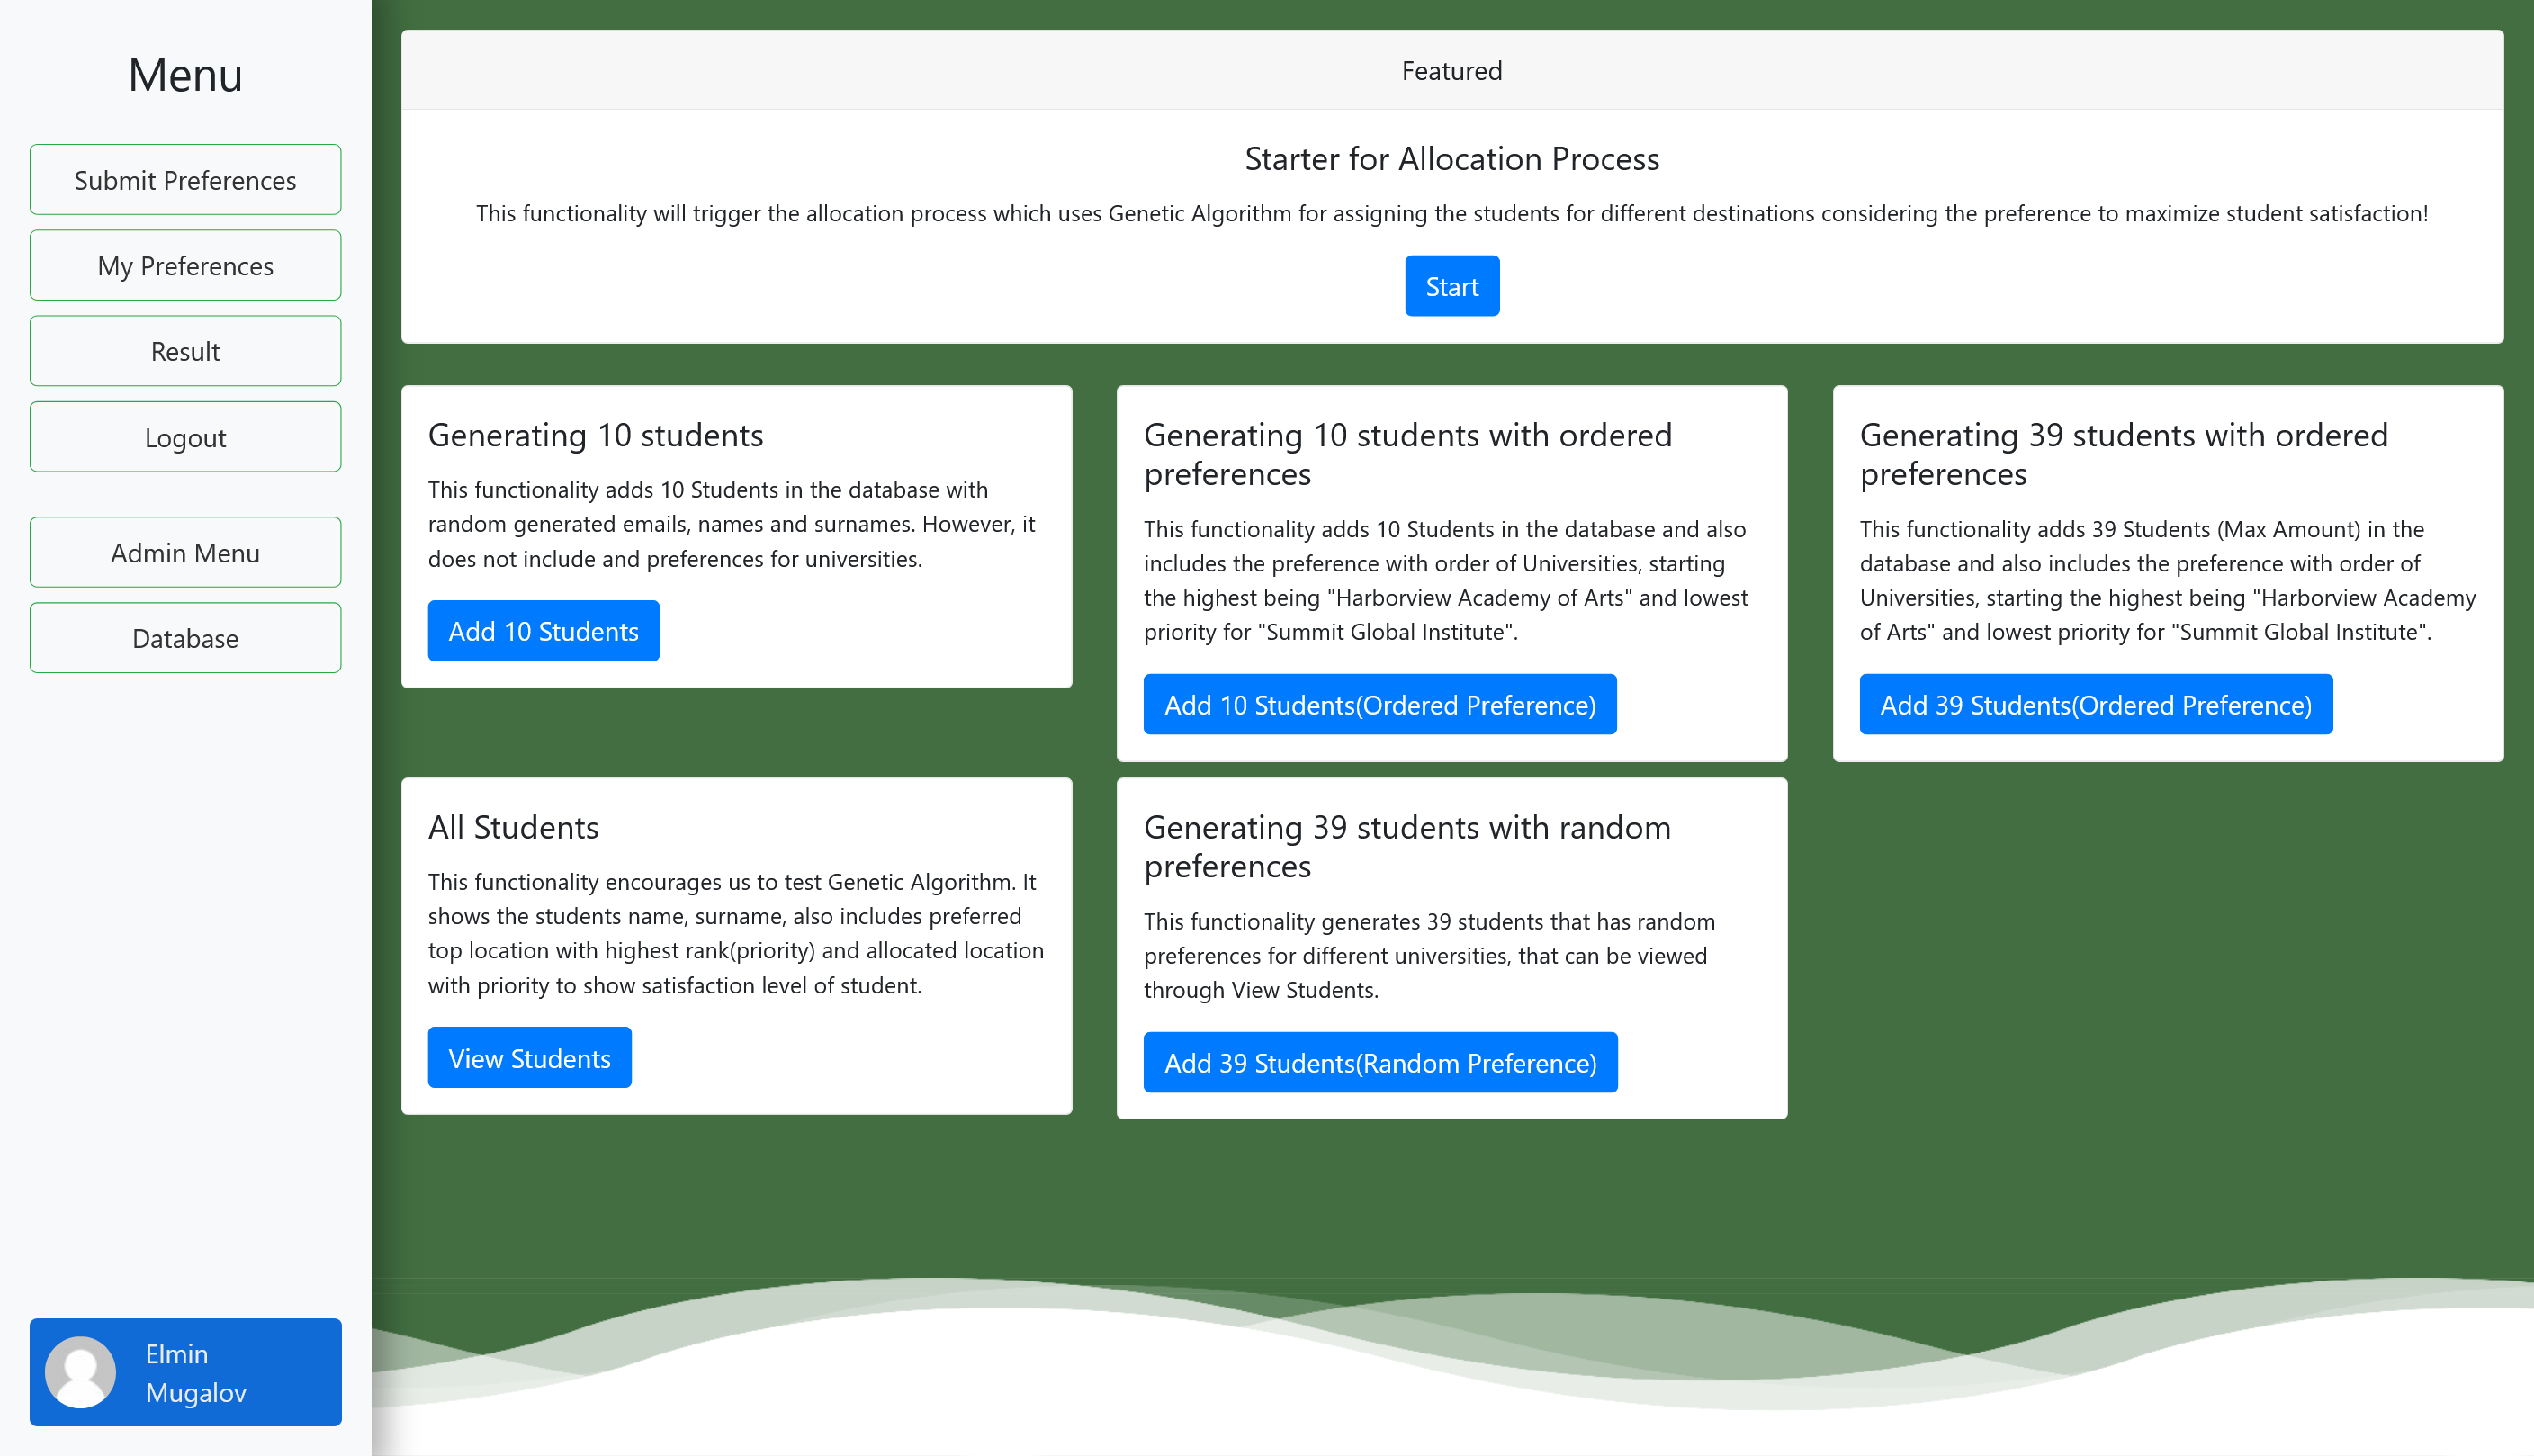 Menu
Submit Preferences
My Preferences
Result
Logout
Admin Menu
Database
Elmin
Mugalov
Featured
Starter for Allocation Process
This functionality will trigger the allocation process which uses Genetic Algorithm for assigning the students for different destinations considering the preference to maximize student satisfaction!
Start
Generating 10 students
This functionality adds 10 Students in the database with
random generated emails, names and surnames. However, it
does not include and preferences for universities.
Add 10 Students
Generating 10 students with ordered
preferences
This functionality adds 10 Students in the database and also
includes the preference with order of Universities, starting
the highest being "Harborview Academy of Arts" and lowest
priority for "Summit Global Institute".
Add 10 Students(Ordered Preference)
Generating 39 students with ordered
preferences
This functionality adds 39 Students (Max Amount) in the
database and also includes the preference with order of
Universities, starting the highest being "Harborview Academy
of Arts" and lowest priority for "Summit Global Institute".
Add 39 Students(Ordered Preference)
All Students
This functionality encourages us to test Genetic Algorithm. It
shows the students name, surname, also includes preferred
top location with highest rank(priority) and allocated location
with priority to show satisfaction level of student.
View Students
Generating 39 students with random
preferences
This functionality generates 39 students that has random
preferences for different universities, that can be viewed
through View Students.
Add 39 Students(Random Preference)